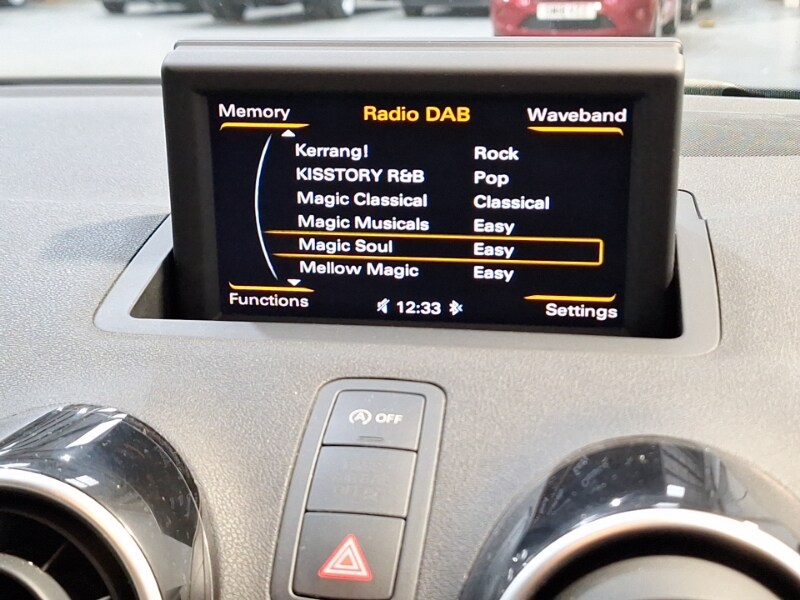 Memory Radio DAB Waveband
Kerrang! Rock
KISSTORY R&B Pop
Magic Classical Classical
Magic Musicals Easy
Magic Soul Easy
Mellow Magic Easy
Functions 12:33 Settings
A OFF